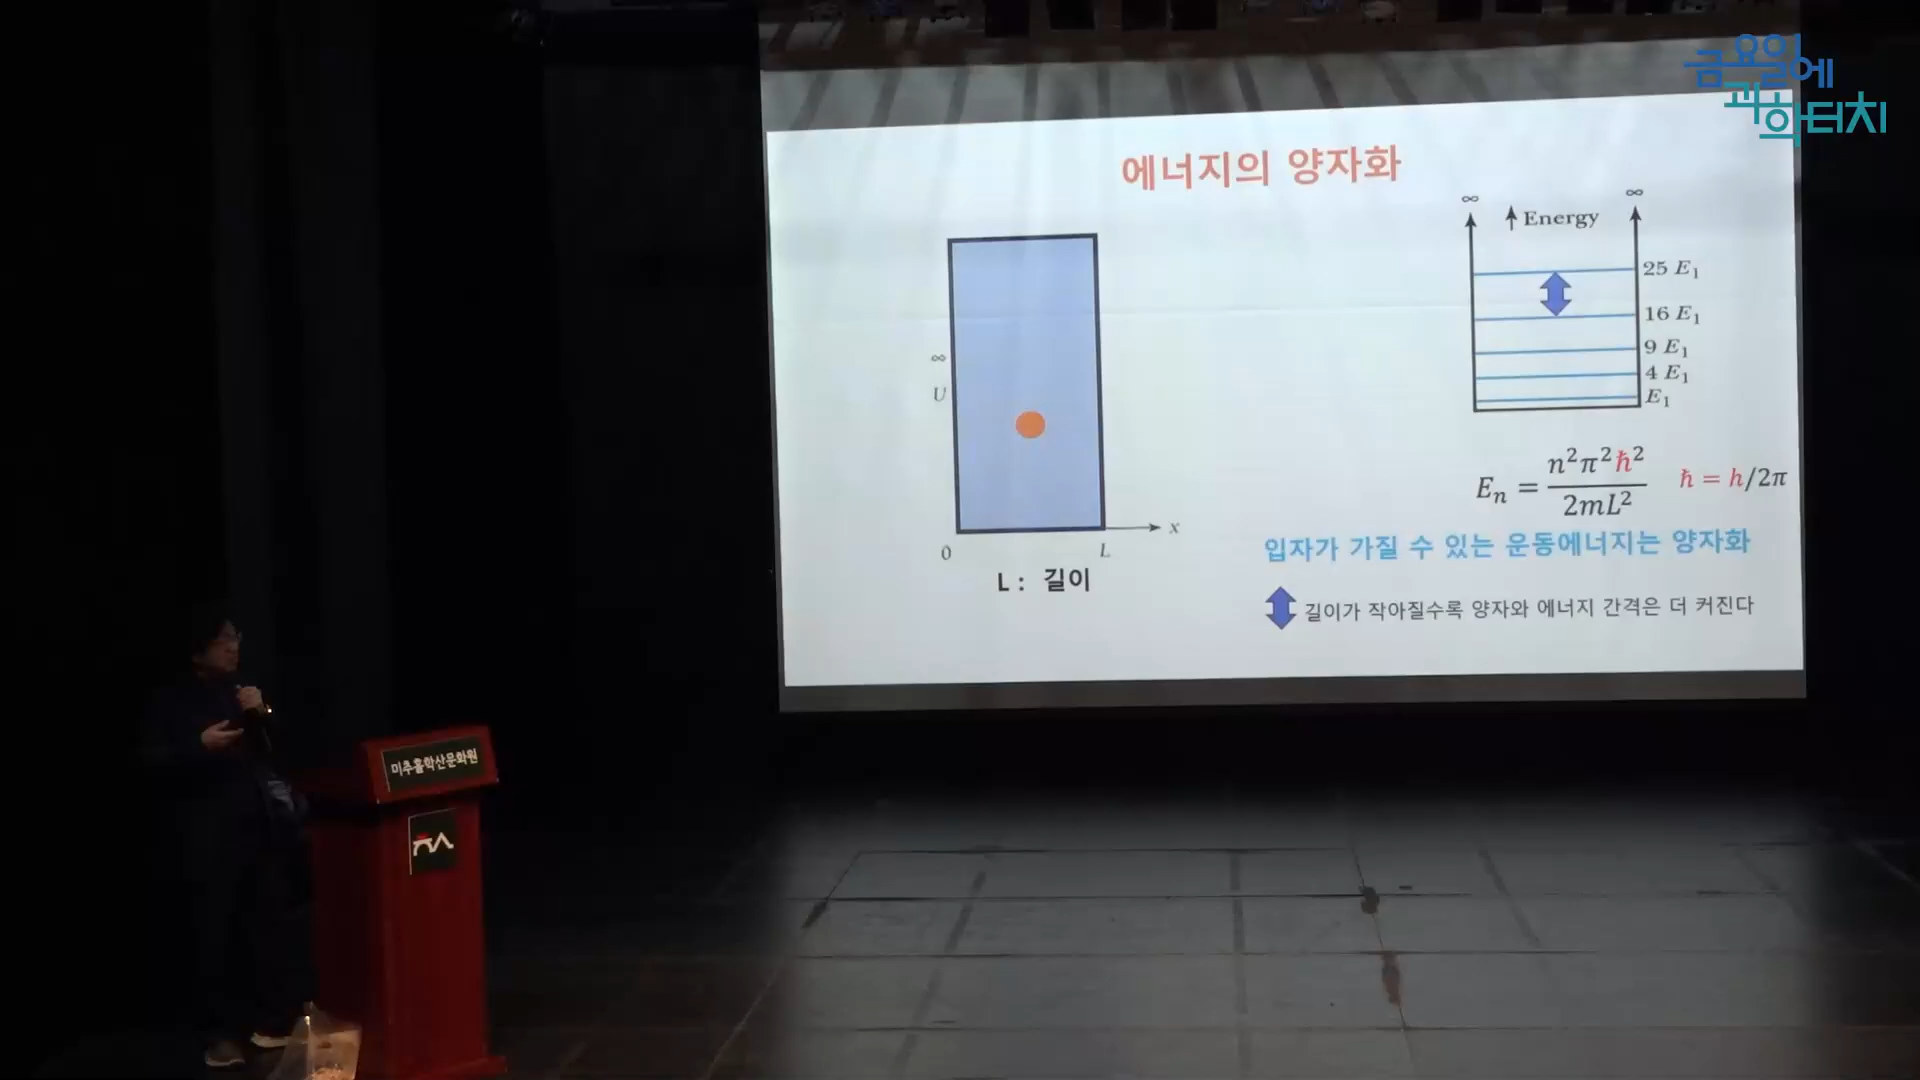 금요일에
과학터치
에너지의 양자화
∞
U
0
L
x
L : 길이
∞ ∞
Energy
25 E₁
16 E₁
9 E₁
4 E₁
E₁
Eₙ = n²π²ħ² / 2mL² ħ = h/2π
입자가 가질 수 있는 운동에너지는 양자화
길이가 작아질수록 양자와 에너지 간격은 더 커진다
미추홀학산문화원